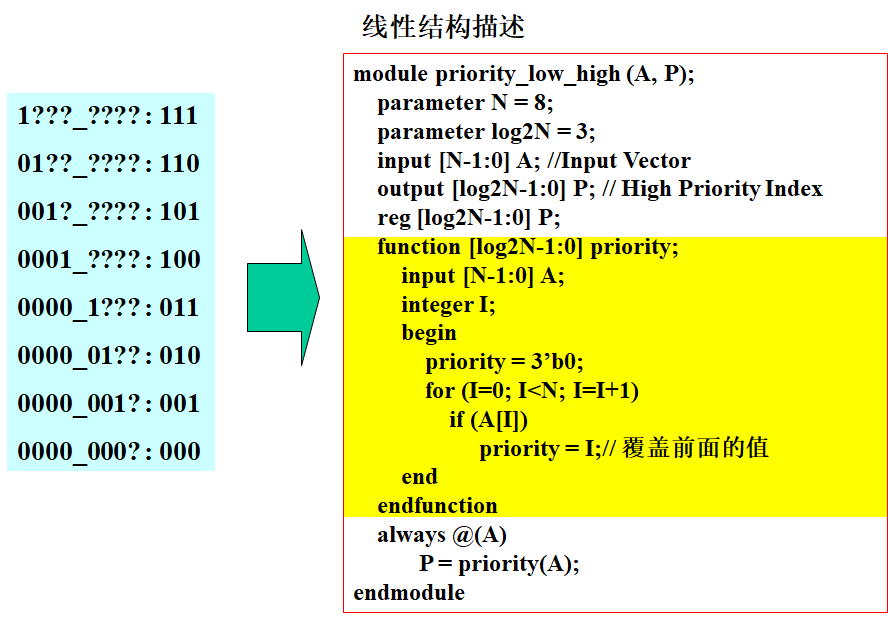 线性结构描述
1???_????: 111
01??_????: 110
001?_????: 101
0001_????: 100
0000_1???: 011
0000_01??: 010
0000_001?: 001
0000_000?: 000
module priority_low_high (A, P);
parameter N = 8;
parameter log2N = 3;
input [N-1:0] A; //Input Vector
output [log2N-1:0] P; // High Priority Index
reg [log2N-1:0] P;
function [log2N-1:0] priority;
input [N-1:0] A;
integer I;
begin
priority = 3’b0;
for (I=0; I<N; I=I+1)
if (A[I])
priority = I;// 覆盖前面的值
end
endfunction
always @(A)
P = priority(A);
endmodule